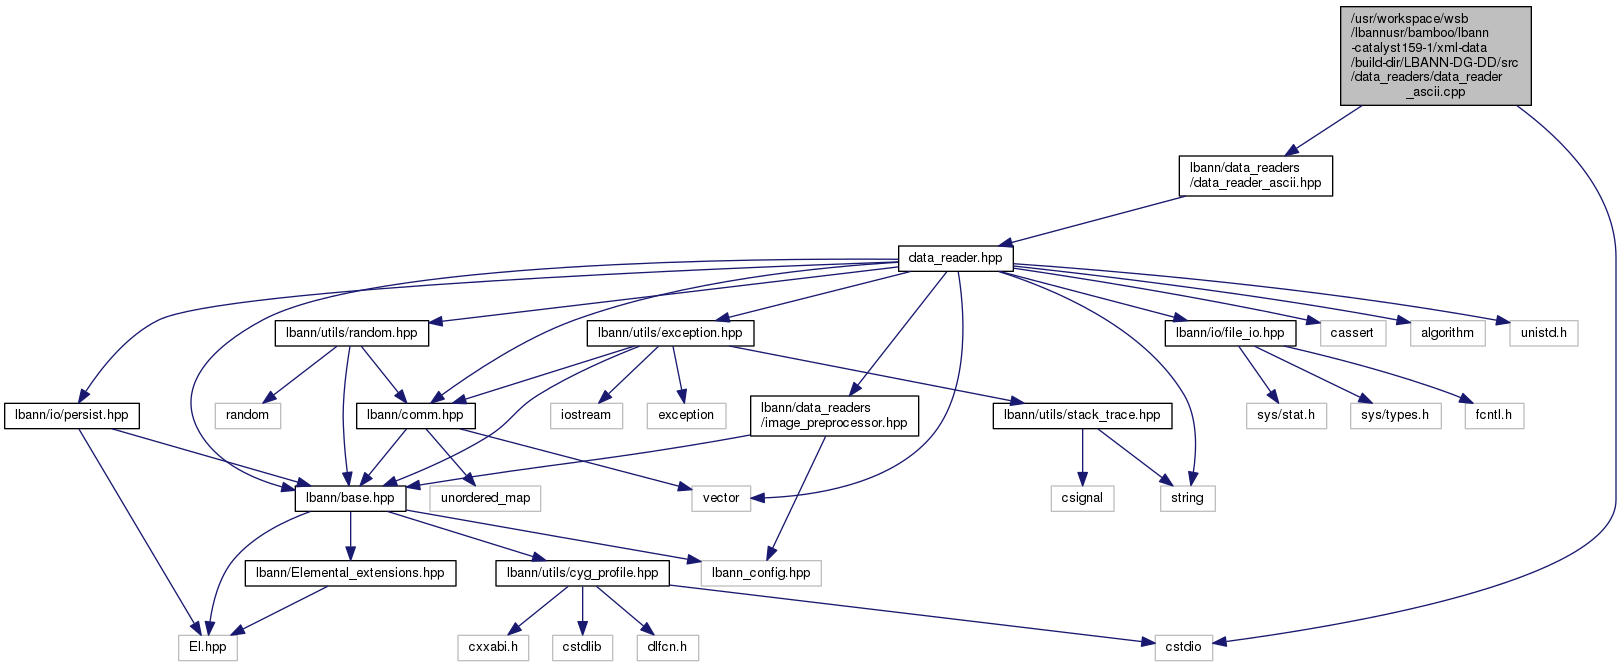 /usr/workspace/wsb
/lbannusr/bamboo/lbann
-catalyst159-1/xml-data
/build-dir/LBANN-DG-DD/src
/data_readers/data_reader
_ascii.cpp
lbann/data_readers
/data_reader_ascii.hpp
data_reader.hpp
lbann/utils/random.hpp
lbann/utils/exception.hpp
lbann/io/file_io.hpp
cassert
algorithm
unistd.h
lbann/io/persist.hpp
random
lbann/comm.hpp
iostream
exception
lbann/data_readers
/image_preprocessor.hpp
lbann/utils/stack_trace.hpp
sys/stat.h
sys/types.h
fcntl.h
lbann/base.hpp
unordered_map
vector
csignal
string
lbann/Elemental_extensions.hpp
lbann/utils/cyg_profile.hpp
lbann_config.hpp
El.hpp
cxxabi.h
cstdlib
dlfcn.h
cstdio